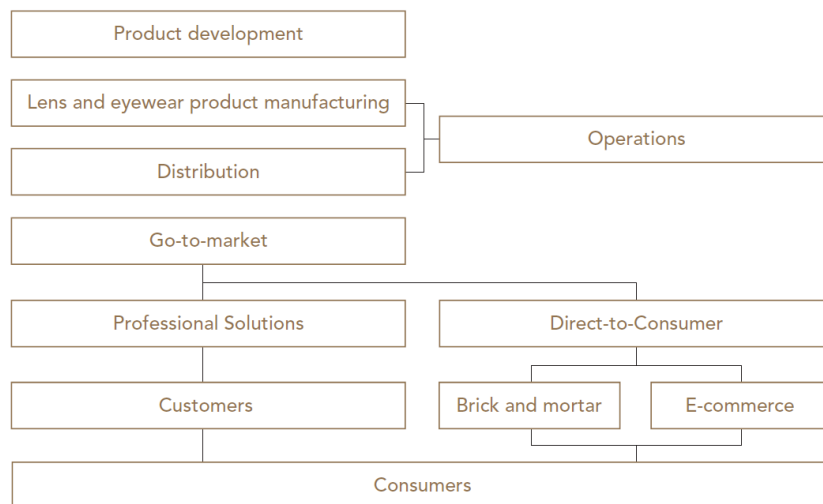 Product development
Lens and eyewear product manufacturing
Operations
Distribution
Go-to-market
Professional Solutions
Direct-to-Consumer
Customers
Brick and mortar
E-commerce
Consumers